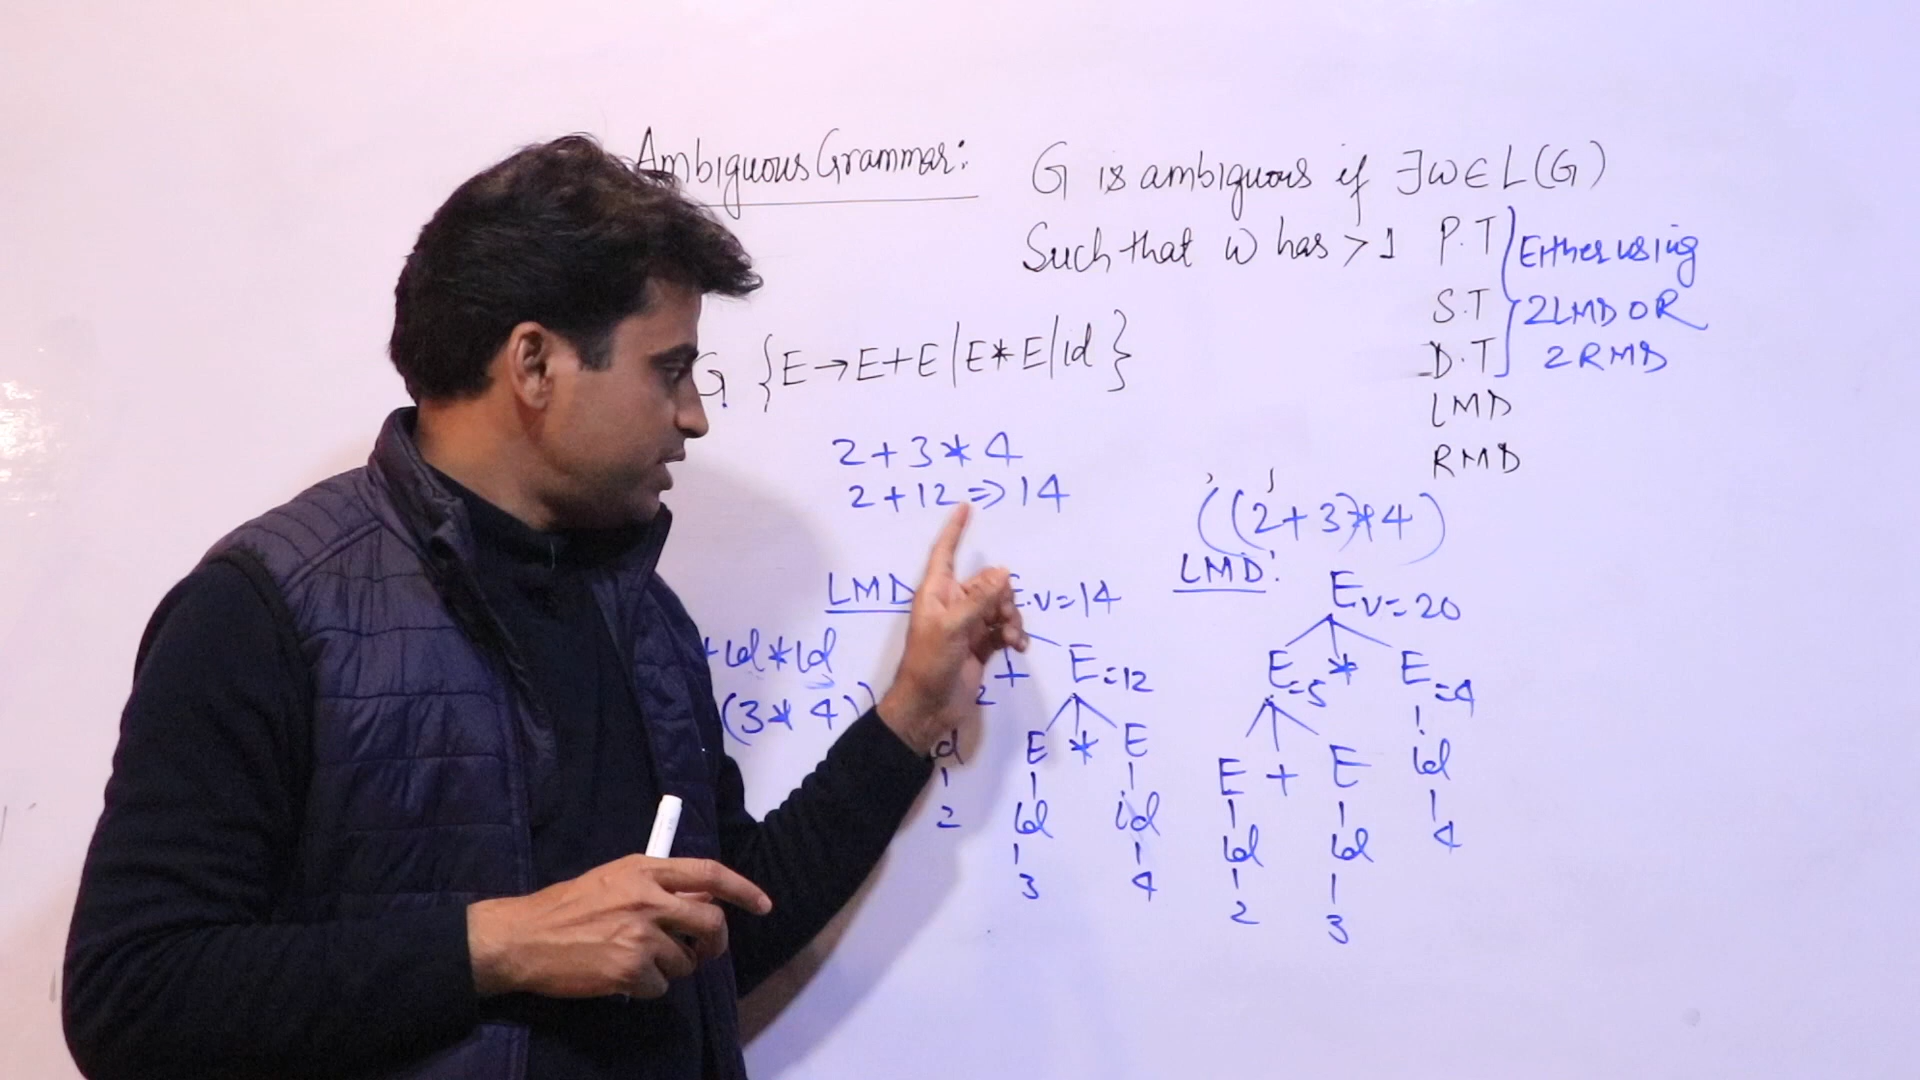 Ambiguous Grammar:
G is ambiguous if ∃w∈L(G)
Such that w has > 1 P.T
S.T
D.T
LMD
RMD
Either using
2LMD OR
2RMD
G {E→E+E|E*E|id}
2+3*4
2+12⇒14
((2+3)*4)
LMD
E.V=14
+id*id
(3*4)
2 + E=12
E * E
id id id
2 3 4
LMD:
E V=20
E=5 * E=4
E + E id
id id 4
2 3